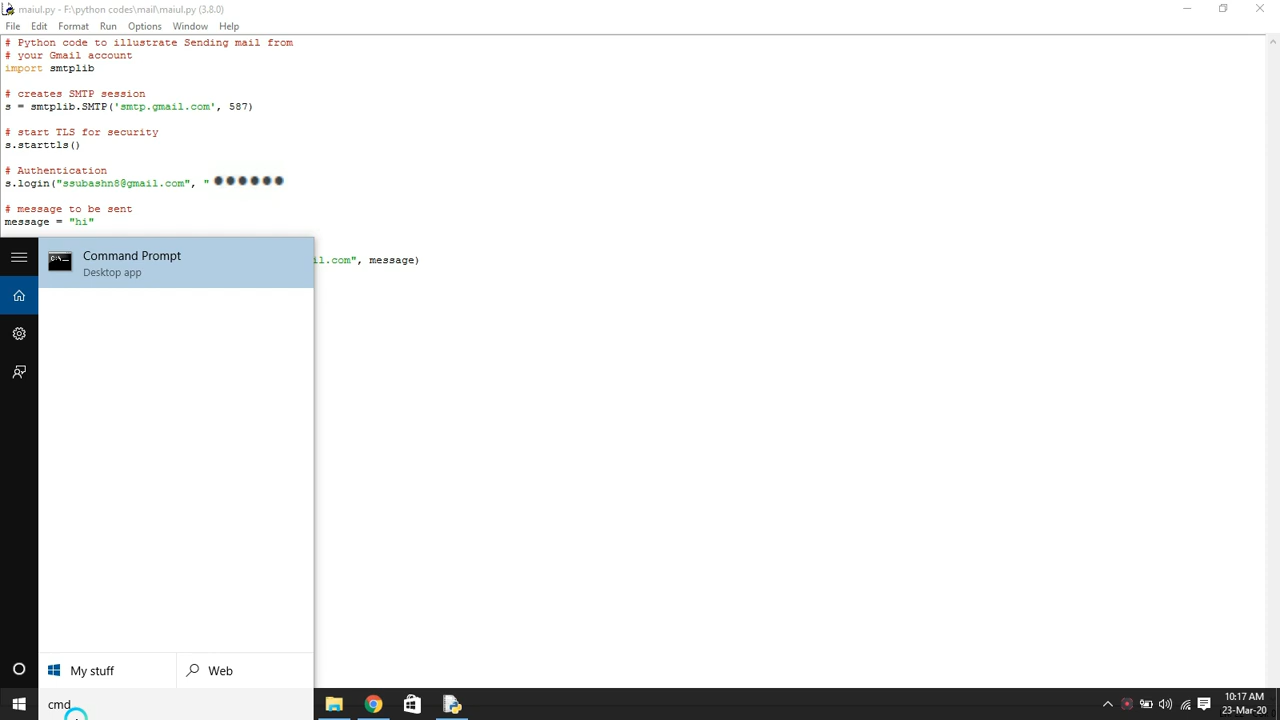 maiul.py - F:\python codes\mail\maiul.py (3.8.0)
File Edit Format Run Options Window Help
# Python code to illustrate Sending mail from
# your Gmail account
import smtplib
# creates SMTP session
s = smtplib.SMTP('smtp.gmail.com', 587)
# start TLS for security
s.starttls()
# Authentication
s.login("ssubashn8@gmail.com", "
# message to be sent
message = "hi"
il.com", message)
Command Prompt
Desktop app
My stuff
Web
cmd
10:17 AM
23-Mar-20